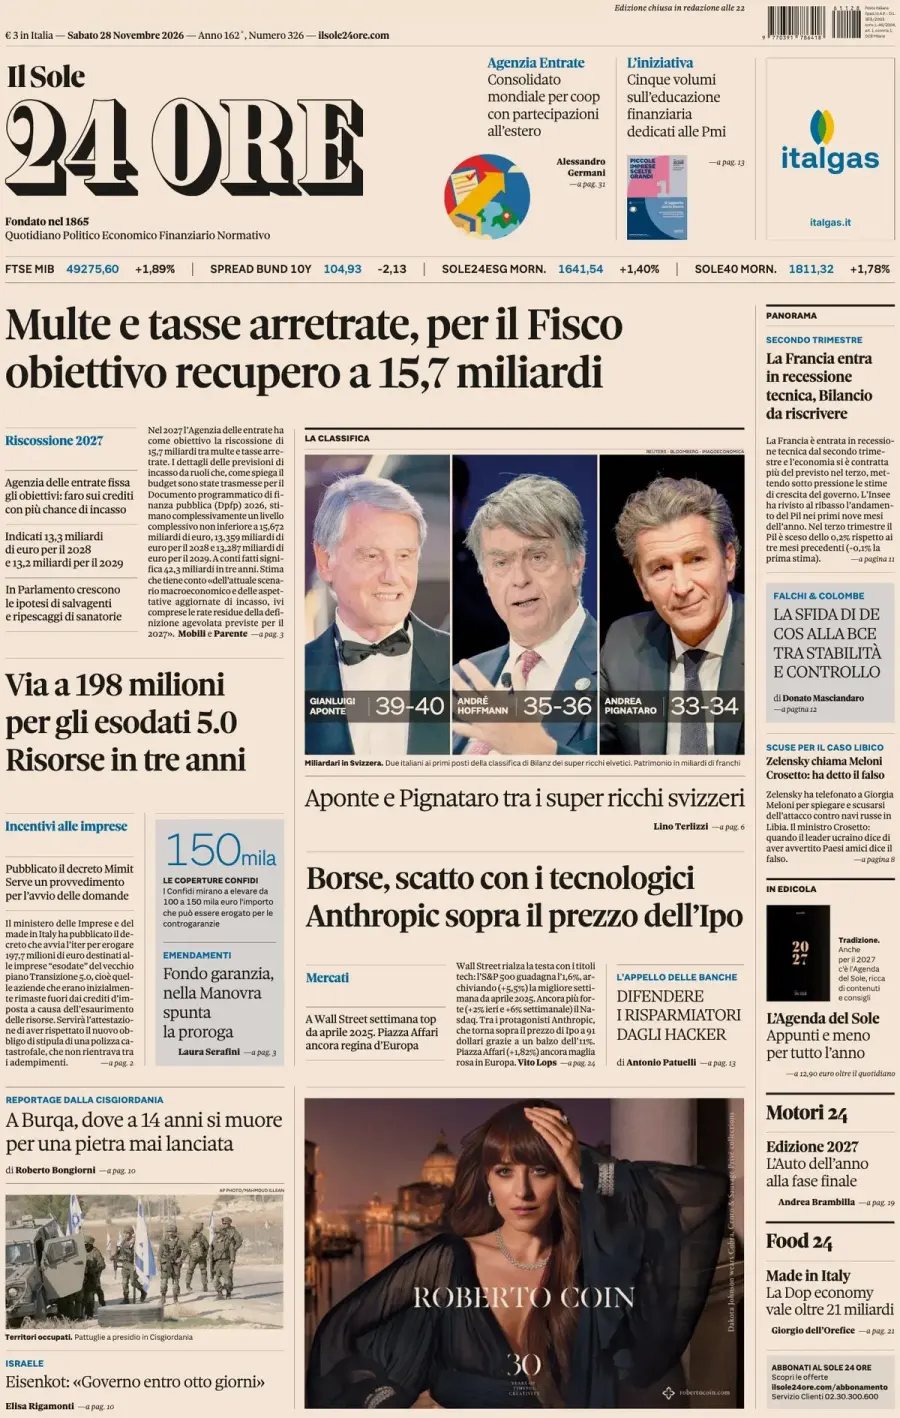 Edizione chiusa in redazione alle 22
€ 3 in Italia — Sabato 28 Novembre 2026 — Anno 162°, Numero 326 — ilsole24ore.com
Il Sole
24 ORE
Fondato nel 1865
Quotidiano Politico Economico Finanziario Normativo
Agenzia Entrate
Consolidato
mondiale per coop
con partecipazioni
all'estero
Alessandro
Germani
—a pag. 31
L'iniziativa
Cinque volumi
sull'educazione
finanziaria
dedicati alle Pmi
—a pag. 13
PICCOLE
IMPRESE
SCELTE
GRANDI
1
italgas
italgas.it
FTSE MIB 49275,60 +1,89% | SPREAD BUND 10Y 104,93 -2,13 | SOLE24ESG MORN. 1641,54 +1,40% | SOLE40 MORN. 1811,32 +1,78%
Multe e tasse arretrate, per il Fisco
obiettivo recupero a 15,7 miliardi
Riscossione 2027
Agenzia delle entrate fissa
gli obiettivi: faro sui crediti
con più chance di incasso
Indicati 13,3 miliardi
di euro per il 2028
e 13,2 miliardi per il 2029
In Parlamento crescono
le ipotesi di salvagenti
e ripescaggi di sanatorie
Nel 2027 l'Agenzia delle entrate ha
come obiettivo la riscossione di
15,7 miliardi tra multe e tasse arre-
trate. I dettagli delle previsioni di
incasso da ruoli che, come spiega il
budget sono state trasmesse per il
Documento programmatico di fi-
nanza pubblica (Dpfp) 2026, sti-
mano complessivamente un livello
complessivo non inferiore a 15,672
miliardi di euro, 13,359 miliardi di
euro per il 2028 e 13,287 miliardi di
euro per il 2029. A conti fatti signi-
fica 42,3 miliardi in tre anni. Stima
che tiene conto «dell'attuale scena-
rio macroeconomico e delle aspet-
tative aggiornate di incasso, ivi
comprese le rate residue della defi-
nizione agevolata previste per il
2027». Mobili e Parente —a pag. 3
LA CLASSIFICA
REUTERS - BLOOMBERG - IMAGOECONOMICA
GIANLUIGI
APONTE
39-40
ANDRÉ
HOFFMANN
35-36
ANDREA
PIGNATARO
33-34
Miliardari in Svizzera. Due italiani ai primi posti della classifica di Bilanz dei super ricchi elvetici. Patrimonio in miliardi di franchi
Aponte e Pignataro tra i super ricchi svizzeri
Lino Terlizzi —a pag. 6
Via a 198 milioni
per gli esodati 5.0
Risorse in tre anni
Incentivi alle imprese
Pubblicato il decreto Mimit
Serve un provvedimento
per l'avvio delle domande
Il ministero delle Imprese e del
made in Italy ha pubblicato il de-
creto che avvia l'iter per erogare
197,7 milioni di euro destinati al-
le imprese "esodate" del vecchio
piano Transizione 5.0, cioè quel-
le aziende che erano inizialmen-
te rimaste fuori dai crediti d'im-
posta a causa dell'esaurimento
delle risorse. Servirà l'attestazio-
ne di aver rispettato il nuovo ob-
bligo di stipula di una polizza ca-
tastrofale, che non rientrava tra
i adempimenti. —a pag. 2
150mila
LE COPERTURE CONFIDI
I Confidi mirano a elevare da
100 a 150 mila euro l'importo
che può essere erogato per le
controgaranzie
EMENDAMENTI
Fondo garanzia,
nella Manovra
spunta
la proroga
Laura Serafini —a pag. 3
Borse, scatto con i tecnologici
Anthropic sopra il prezzo dell'Ipo
Mercati
A Wall Street settimana top
da aprile 2025. Piazza Affari
ancora regina d'Europa
Wall Street rialza la testa con I titoli
tech: l'S&P 500 guadagna l'1,6%, ar-
chiviando (+5,5%) la migliore setti-
mana da aprile 2025. Ancora più for-
te (+2% ieri e +6% settimanale) il Na-
sdaq. Tra i protagonisti Anthropic,
che torna sopra il prezzo di Ipo a 91
dollari grazie a un balzo dell'11%.
Piazza Affari (+1,82%) ancora maglia
rosa in Europa. Vito Lops —a pag. 24
L'APPELLO DELLE BANCHE
DIFENDERE
I RISPARMIATORI
DAGLI HACKER
di Antonio Patuelli —a pag. 13
REPORTAGE DALLA CISGIORDANIA
A Burqa, dove a 14 anni si muore
per una pietra mai lanciata
di Roberto Bongiorni —a pag. 10
AP PHOTO/MAHMOUD ILLEAN
Territori occupati. Pattuglie a presidio in Cisgiordania
ISRAELE
Eisenkot: «Governo entro otto giorni»
Elisa Rigamonti —a pag. 10
ROBERTO COIN
30
YEARS OF
TIMELESS
CREATIVITY
robertocoin.com
Dakota Johnson wears Cobra, Cento & Sauvage Privé collections
PANORAMA
SECONDO TRIMESTRE
La Francia entra
in recessione
tecnica, Bilancio
da riscrivere
La Francia è entrata in recessio-
ne tecnica dal secondo trime-
stre e l'economia si è contratta
più del previsto nel terzo, met-
tendo sotto pressione le stime
di crescita del governo. L'Insee
ha rivisto al ribasso l'andamen-
to del Pil nei primi nove mesi
dell'anno. Nel terzo trimestre il
Pil è sceso dello 0,2% rispetto ai
tre mesi precedenti (-0,1% la
prima stima). —a pagina 11
FALCHI & COLOMBE
LA SFIDA DI DE
COS ALLA BCE
TRA STABILITÀ
E CONTROLLO
di Donato Masciandaro
—a pagina 12
SCUSE PER IL CASO LIBICO
Zelensky chiama Meloni
Crosetto: ha detto il falso
Zelensky ha telefonato a Giorgia
Meloni per spiegare e scusarsi
dell'attacco contro navi russe in
Libia. Il ministro Crosetto:
quando il leader ucraino dice di
aver avvertito Paesi amici dice il
falso. —a pagina 8
IN EDICOLA
20
27
Tradizione.
Anche
per il 2027
c'è l'Agenda
del Sole, ricca
di contenuti
e consigli
L'Agenda del Sole
Appunti e meno
per tutto l'anno
—a 12,90 euro oltre il quotidiano
Motori 24
Edizione 2027
L'Auto dell'anno
alla fase finale
Andrea Brambilla —a pag. 19
Food 24
Made in Italy
La Dop economy
vale oltre 21 miliardi
Giorgio dell'Orefice —a pag. 21
ABBONATI AL SOLE 24 ORE
Scopri le offerte
ilsole24ore.com/abbonamento
Servizio Clienti 02.30.300.600